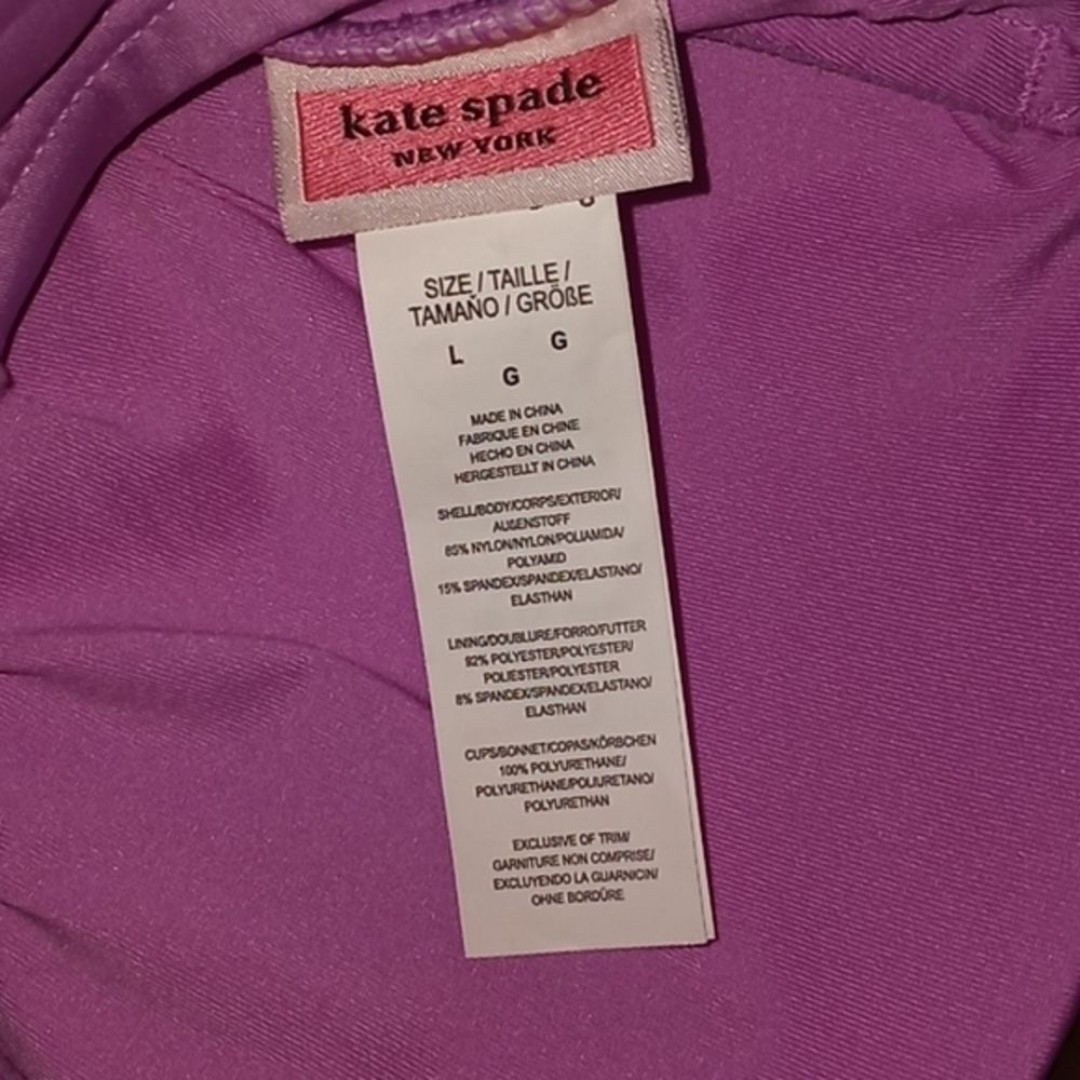 kate spade
NEW YORK
SIZE / TAILLE /
TAMAÑO / GRÖßE
L G
G
MADE IN CHINA
FABRIQUE EN CHINE
HECHO EN CHINA
HERGESTELLT IN CHINA
SHELL/BODY/CORPS/EXTERIOR/
AUßENSTOFF
85% NYLON/NYLON/POLIAMIDA/
POLYAMID
15% SPANDEX/SPANDEX/ELASTANO/
ELASTHAN
LINING/DOUBLURE/FORRO/FUTTER
92% POLYESTER/POLYESTER/
POLIESTER/POLYESTER
8% SPANDEX/SPANDEX/ELASTANO/
ELASTHAN
CUPS/BONNET/COPAS/KÖRBCHEN
100% POLYURETHANE/
POLYURETHANE/POLIURETANO/
POLYURETHAN
EXCLUSIVE OF TRIM/
GARNITURE NON COMPRISE/
EXCLUYENDO LA GUARNICIN/
OHNE BORDÜRE